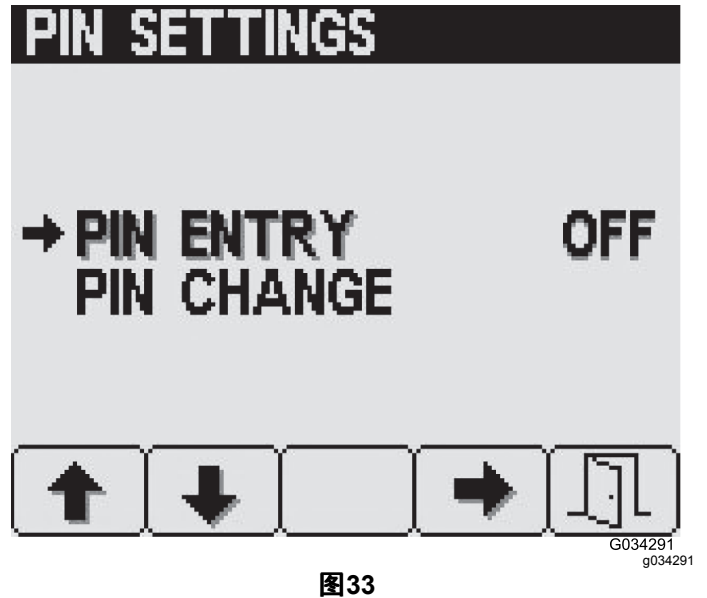 PIN SETTINGS
PIN ENTRY OFF
PIN CHANGE
G034291
g034291
图33